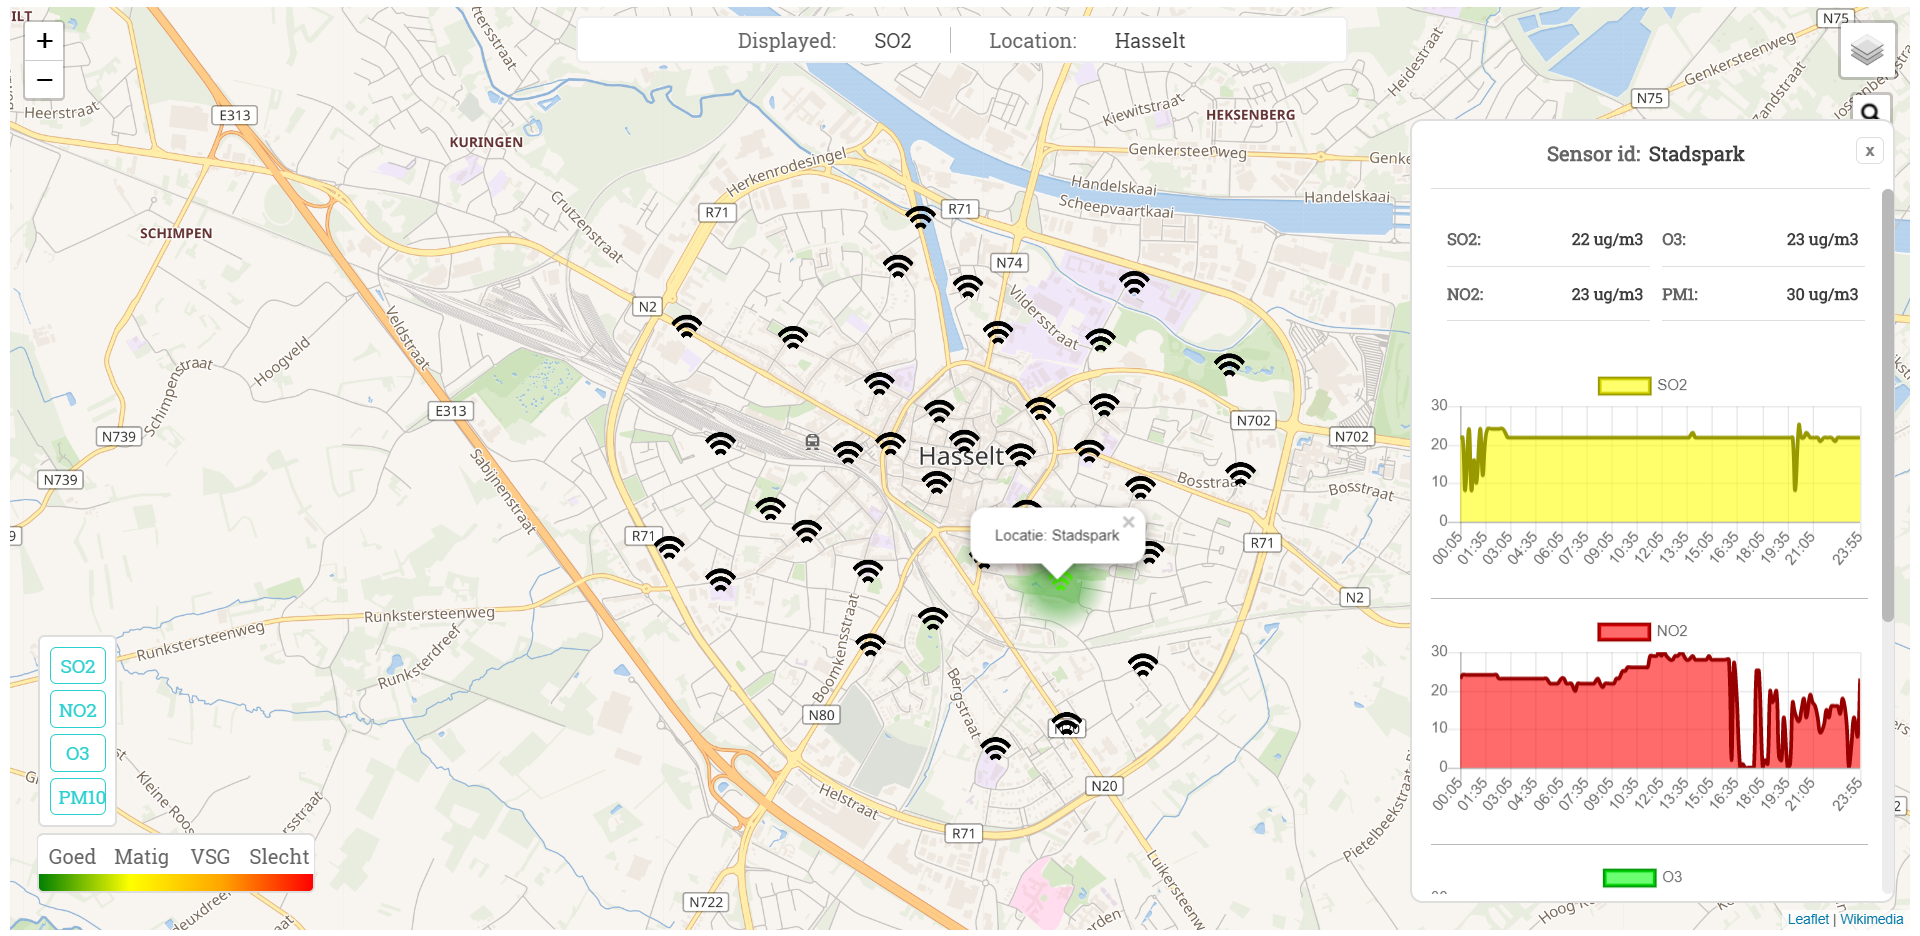 ILT
+
−
Displayed: SO2 Location: Hasselt
N75
N75
Genkersteenweg
Heidestraat
Zandstraat
Heerstraat
E313
KURINGEN
Kiewitstraat
HEKSENBERG
Herkenrodesingel
Genkersteenweg
Genke
Handelskaai
Scheepvaartkaai
Handelskaai
R71
R71
Crutzenstraat
SCHIMPEN
N74
Vildersstraat
N2
Veldstraat
Hoogveld
Schimpenstraat
E313
N739
N739
9
Sabijnenstraat
N702
N702
Hasselt
Bosstraat
Bosstraat
R71
R71
Locatie: Stadspark
×
N2
Runkstersteenweg
Runkstersteenweg
Runksterdreef
Boomkensstraat
Bergstraat
N80
N20
Helstraat
R71
Luikersteenw
Pietelbeekstraat
Kleine Roos
N722
Sensor id: Stadspark
x
SO2: 22 ug/m3 O3: 23 ug/m3
NO2: 23 ug/m3 PM1: 30 ug/m3
SO2
30
20
10
0
00:05 01:35 03:05 04:35 06:05 07:35 09:05 10:35 12:05 13:35 15:05 16:35 18:05 19:35 21:05 23:55
NO2
30
20
10
0
00:05 01:35 03:05 04:35 06:05 07:35 09:05 10:35 12:05 13:35 15:05 16:35 18:05 19:35 21:05 23:55
O3
SO2
NO2
O3
PM10
Goed Matig VSG Slecht
Leaflet | Wikimedia